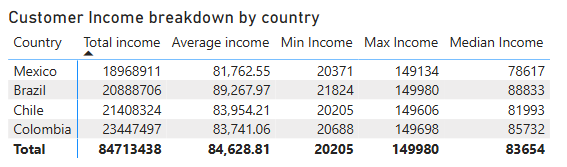 Customer Income breakdown by country
Country Total income Average income Min Income Max Income Median Income
Mexico 18968911 81,762.55 20371 149134 78617
Brazil 20888706 89,267.97 21824 149980 88833
Chile 21408324 83,954.21 20205 149606 81993
Colombia 23447497 83,741.06 20688 149698 85732
Total 84713438 84,628.81 20205 149980 83654